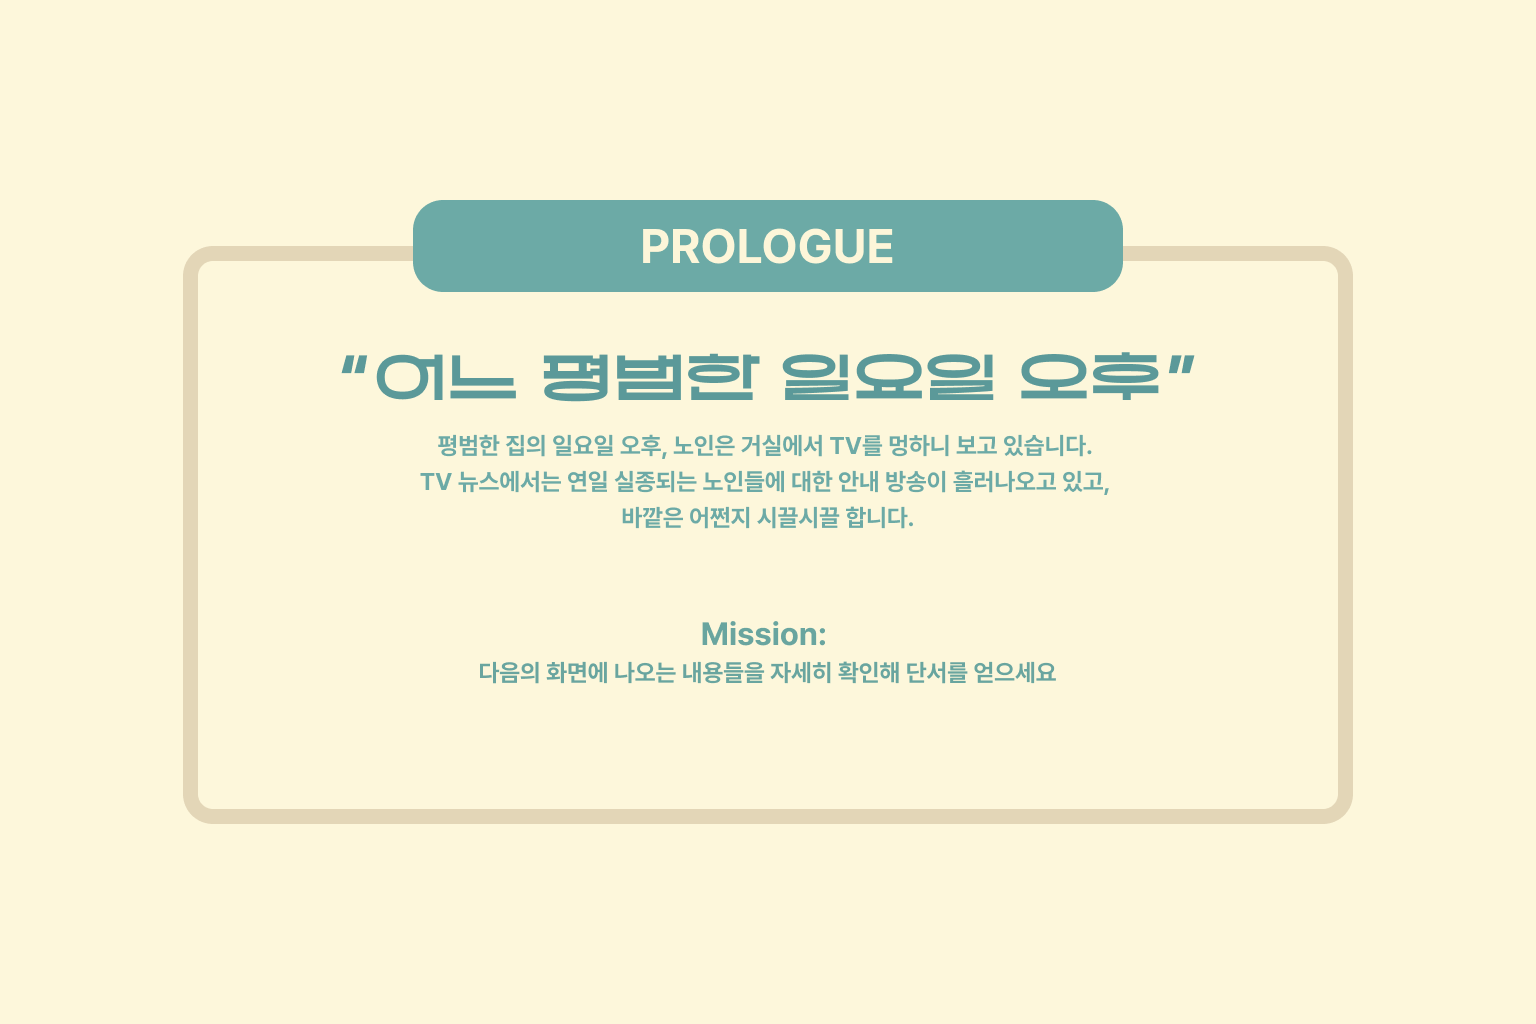 PROLOGUE
“어느 평범한 일요일 오후”
평범한 집의 일요일 오후, 노인은 거실에서 TV를 멍하니 보고 있습니다.
TV 뉴스에서는 연일 실종되는 노인들에 대한 안내 방송이 흘러나오고 있고,
바깥은 어쩐지 시끌시끌 합니다.
Mission:
다음의 화면에 나오는 내용들을 자세히 확인해 단서를 얻으세요